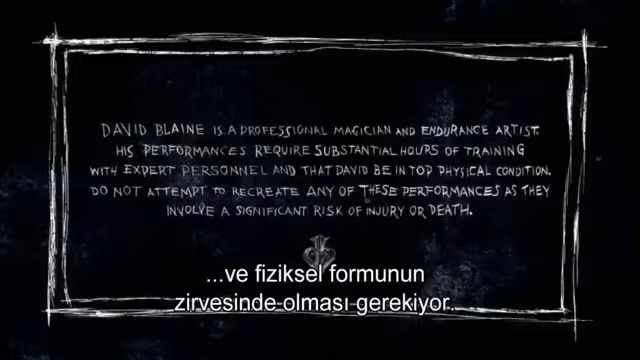 DAVID BLAINE IS A PROFESSIONAL MAGICIAN AND ENDURANCE ARTIST.
HIS PERFORMANCES REQUIRE SUBSTANTIAL HOURS OF TRAINING
WITH EXPERT PERSONNEL AND THAT DAVID BE IN TOP PHYSICAL CONDITION.
DO NOT ATTEMPT TO RECREATE ANY OF THESE PERFORMANCES AS THEY
INVOLVE A SIGNIFICANT RISK OF INJURY OR DEATH.
...ve fiziksel formunun
zirvesinde olması gerekiyor.